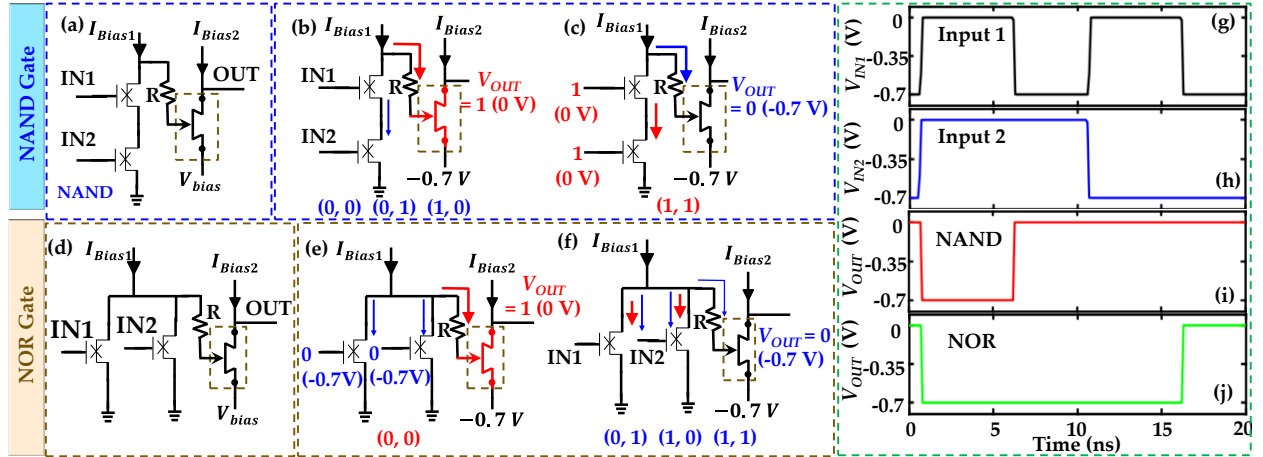 NAND Gate
(a)
I_Bias1
I_Bias2
OUT
IN1
R
IN2
V_bias
NAND
(b)
I_Bias1
I_Bias2
IN1
R
V_OUT
= 1 (0 V)
IN2
−0.7 V
(0, 0) (0, 1) (1, 0)
(c)
I_Bias1
I_Bias2
1
(0 V)
R
V_OUT
= 0 (-0.7 V)
1
(0 V)
−0.7 V
(1, 1)
NOR Gate
(d)
I_Bias1
I_Bias2
OUT
R
IN1
IN2
V_bias
(e)
I_Bias1
I_Bias2
V_OUT
= 1 (0 V)
R
0
(-0.7V)
0
(-0.7V)
−0.7 V
(0, 0)
(f)
I_Bias1
I_Bias2
R
IN1
IN2
V_OUT = 0
(-0.7 V)
−0.7 V
(0, 1) (1, 0) (1, 1)
V_IN1 (V)
0
-0.35
-0.7
Input 1
(g)
V_IN2 (V)
0
-0.35
-0.7
Input 2
(h)
V_OUT (V)
0
-0.35
-0.7
NAND
(i)
V_OUT (V)
0
-0.35
-0.7
NOR
(j)
0 5 10 15 20
Time (ns)